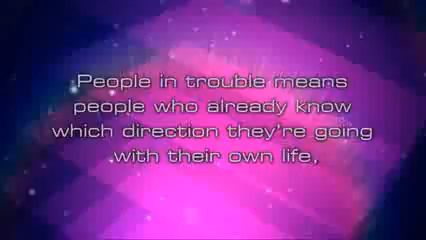 People in trouble means
people who already know
which direction they're going
with their own life,